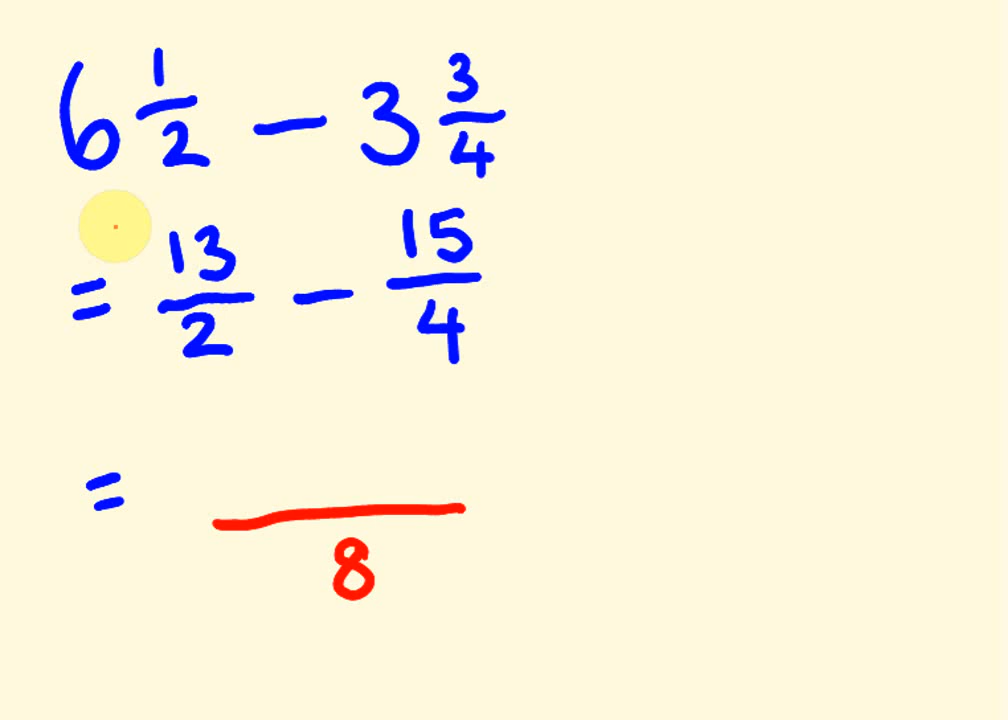 6 1/2 − 3 3/4
= 13/2 − 15/4
= /8